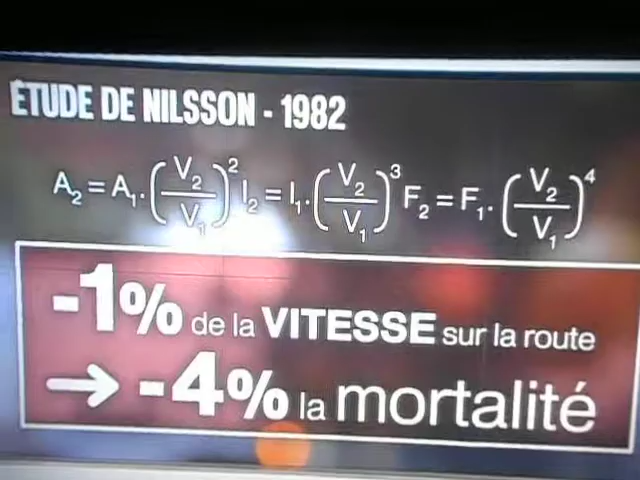 ÉTUDE DE NILSSON - 1982
A₂ = A₁. (V₂/V₁)² I₂ = I₁. (V₂/V₁)³ F₂ = F₁. (V₂/V₁)⁴
-1% de la VITESSE sur la route
→ -4% la mortalité